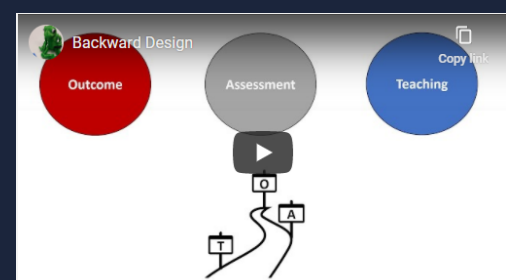 Backward Design
Copy link
Outcome
Assessment
Teaching
O
A
T